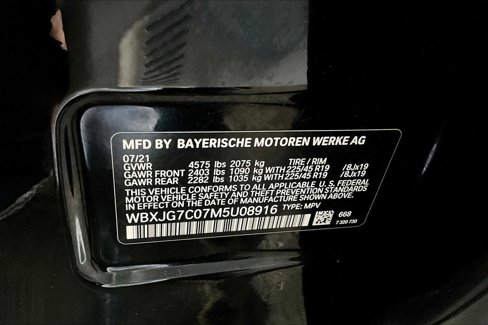 MFD BY BAYERISCHE MOTOREN WERKE AG
07/21
GVWR 4575 lbs 2075 kg TIRE / RIM
GAWR FRONT 2403 lbs 1090 kg WITH 225/45 R19 /8Jx19
GAWR REAR 2282 lbs 1035 kg WITH 225/45 R19 /8Jx19
THIS VEHICLE CONFORMS TO ALL APPLICABLE U. S. FEDERAL
MOTOR VEHICLE SAFETY AND THEFT PREVENTION STANDARDS
IN EFFECT ON THE DATE OF MANUFACTURE SHOWN ABOVE.
WBXJG7C07M5U08916 TYPE: MPV
668
7 320 730